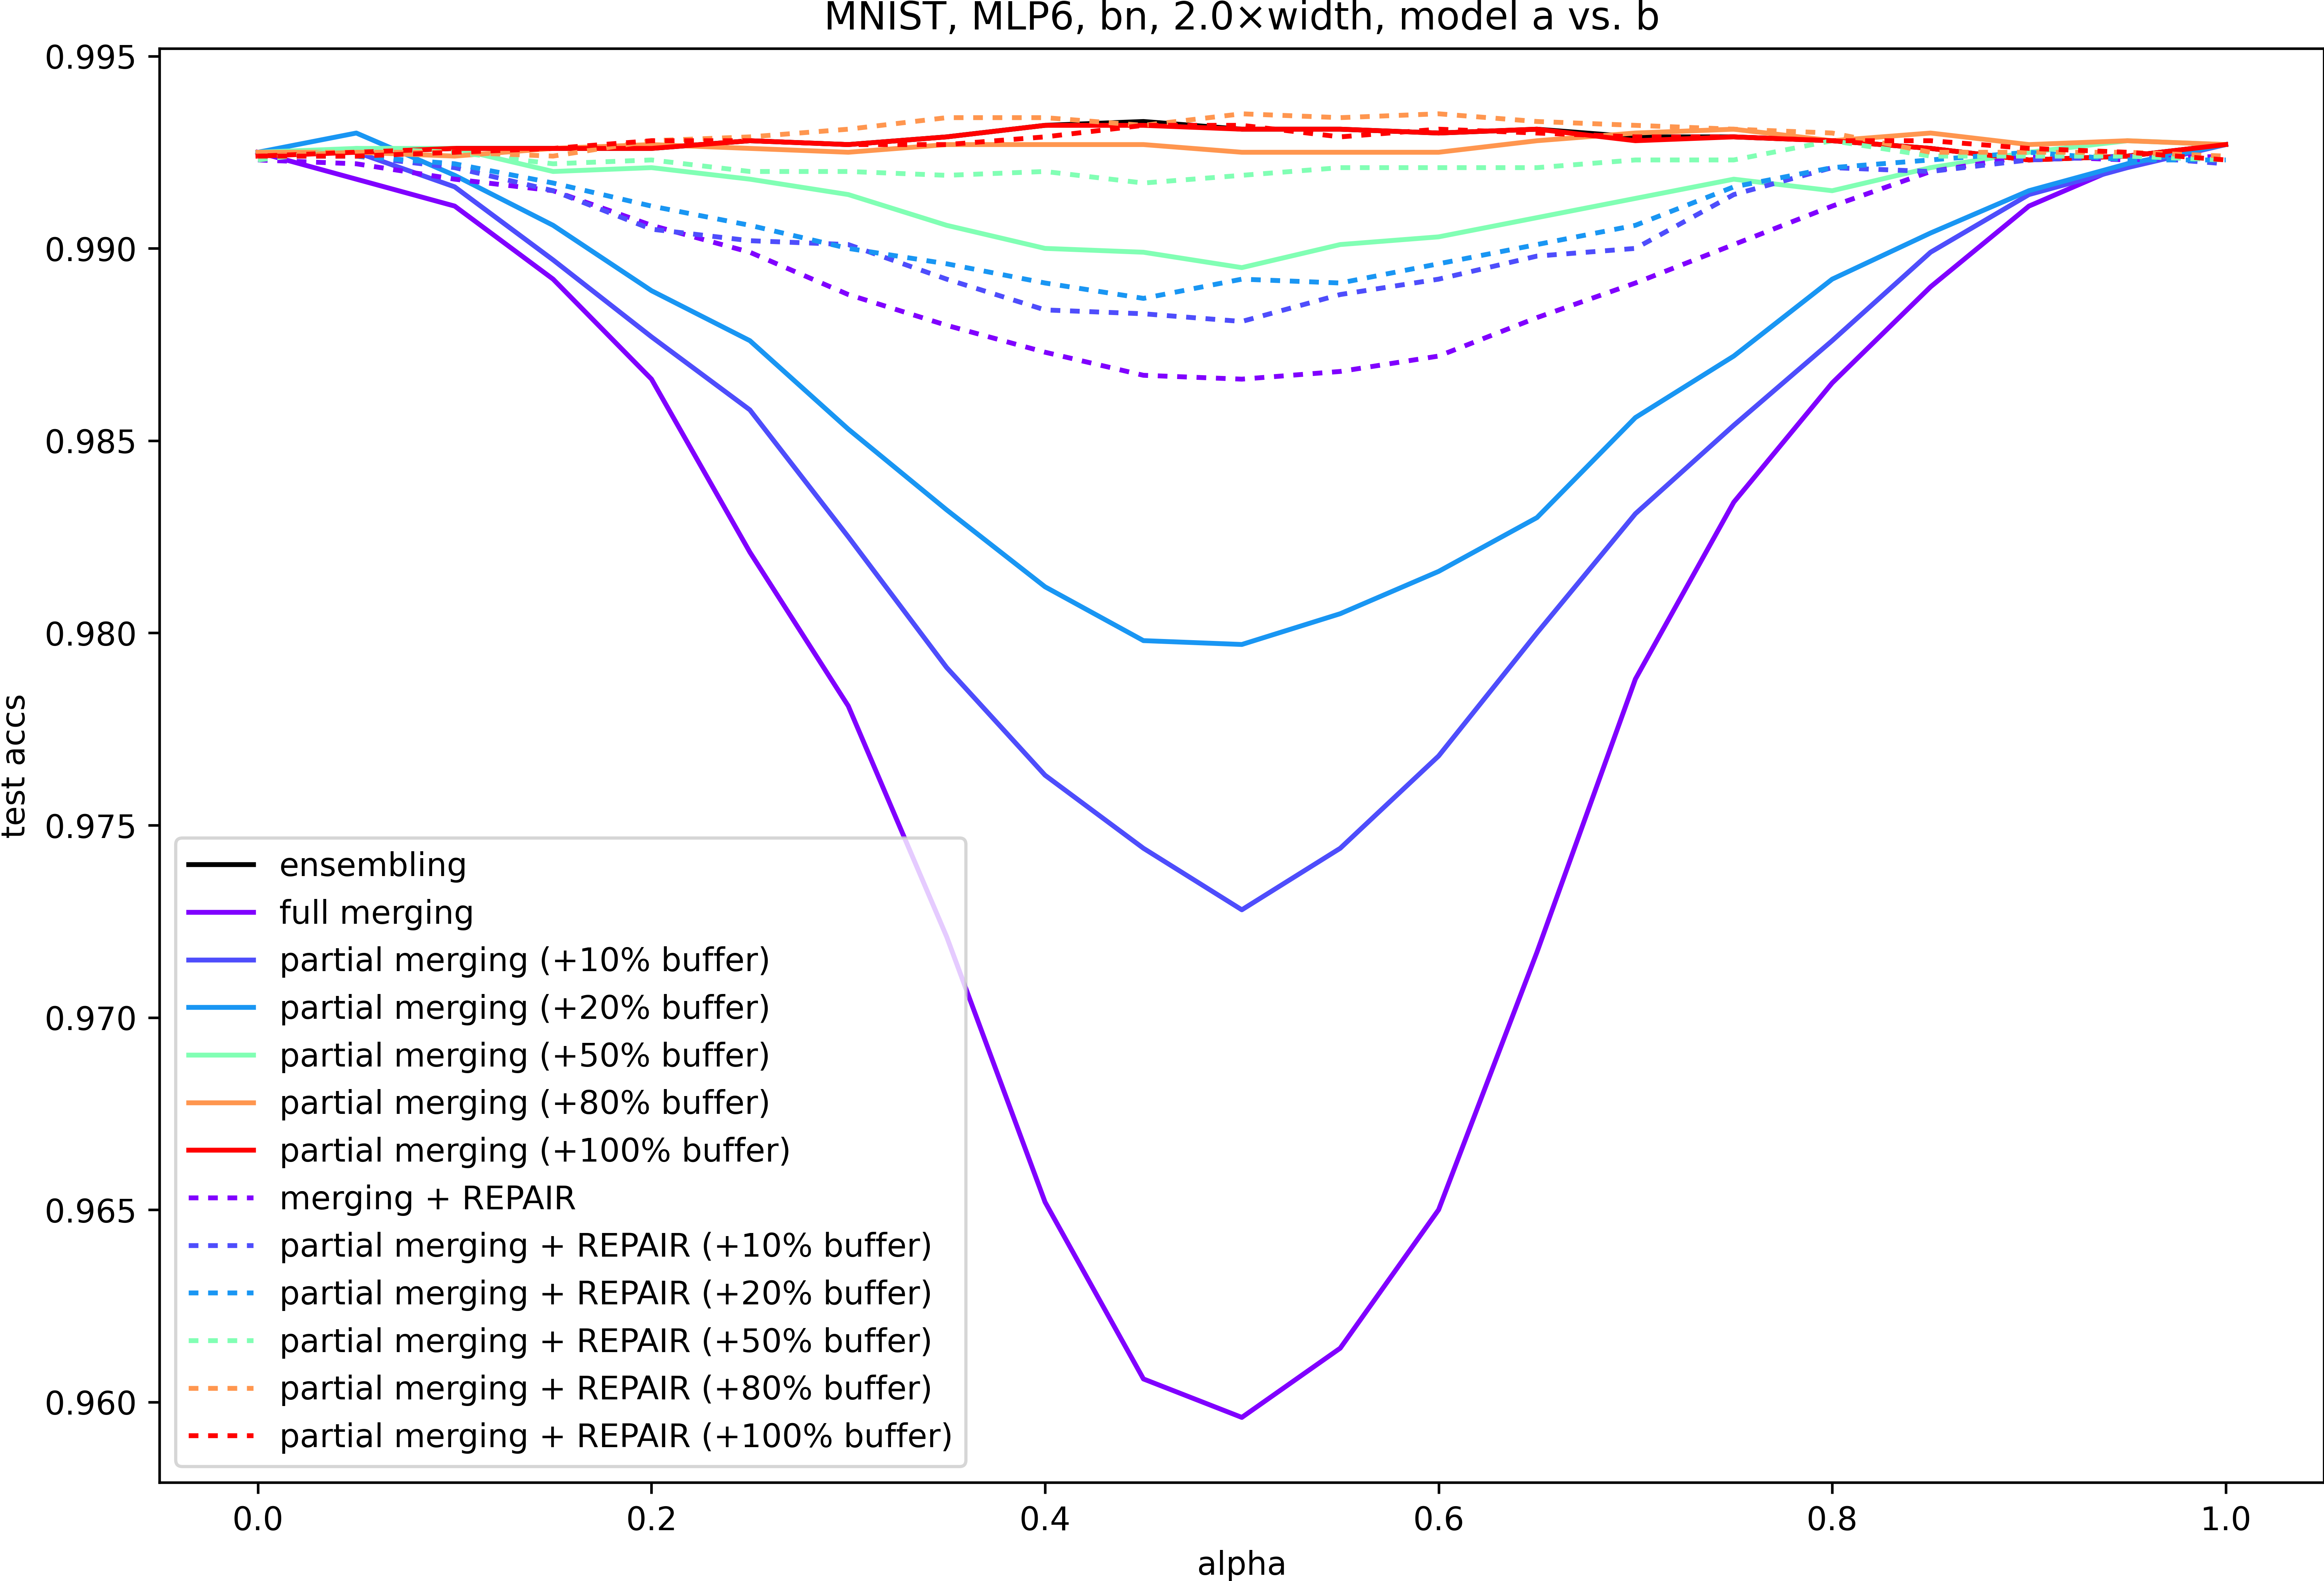 MNIST, MLP6, bn, 2.0×width, model a vs. b
test accs
0.995
0.990
0.985
0.980
0.975
0.970
0.965
0.960
ensembling
full merging
partial merging (+10% buffer)
partial merging (+20% buffer)
partial merging (+50% buffer)
partial merging (+80% buffer)
partial merging (+100% buffer)
merging + REPAIR
partial merging + REPAIR (+10% buffer)
partial merging + REPAIR (+20% buffer)
partial merging + REPAIR (+50% buffer)
partial merging + REPAIR (+80% buffer)
partial merging + REPAIR (+100% buffer)
0.0 0.2 0.4 0.6 0.8 1.0
alpha